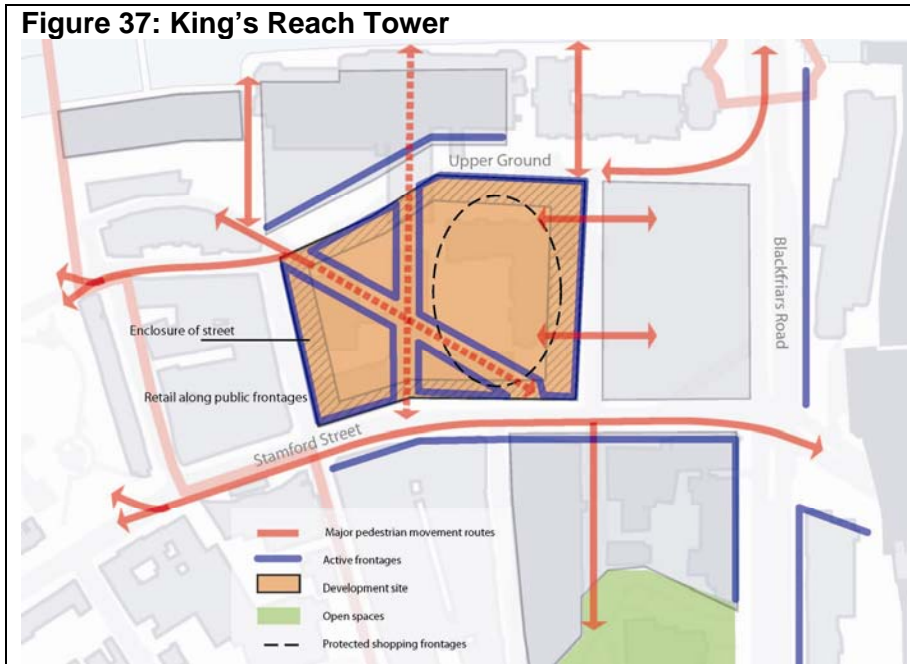 Figure 37: King's Reach Tower
Upper Ground
Blackfriars Road
Enclosure of street
Retail along public frontages
Stamford Street
Major pedestrian movement routes
Active frontages
Development site
Open spaces
Protected shopping frontages